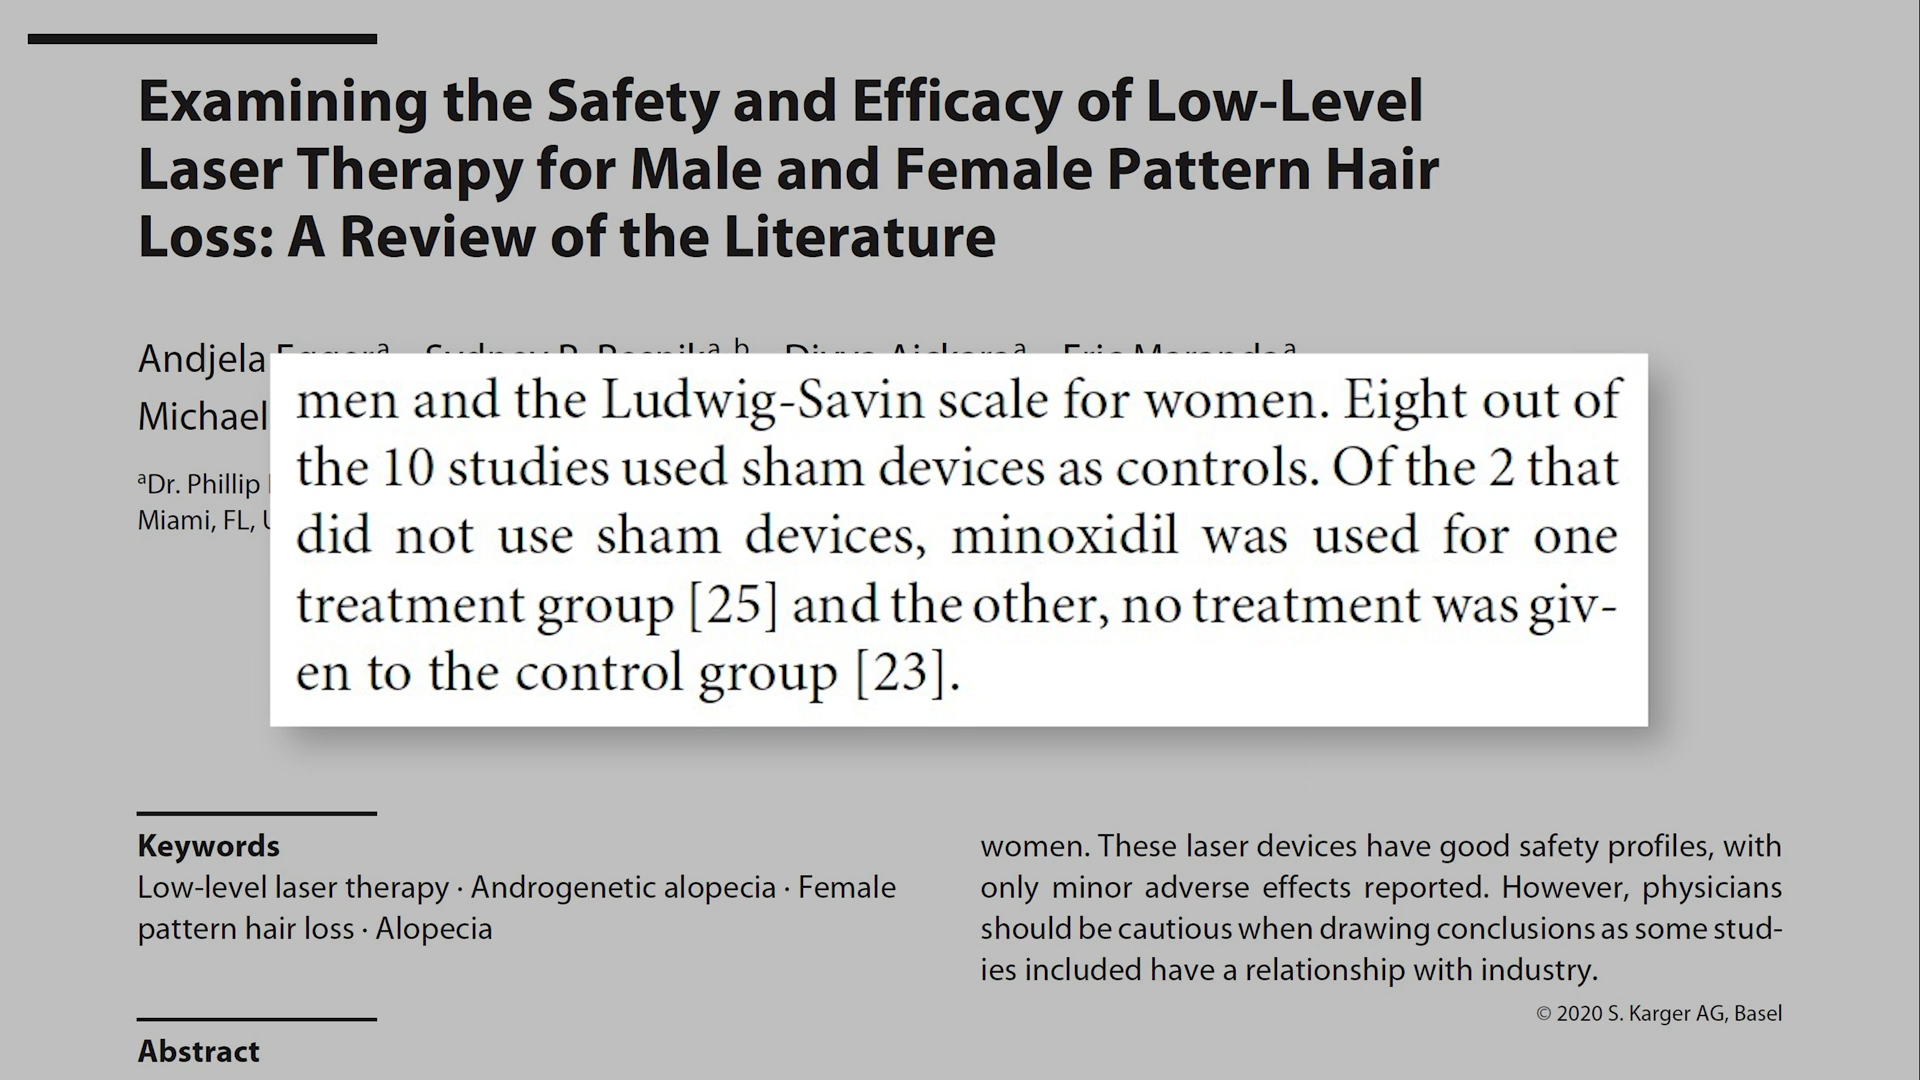 Examining the Safety and Efficacy of Low-Level
Laser Therapy for Male and Female Pattern Hair
Loss: A Review of the Literature
Andjela
Michael
ᵃDr. Phillip
Miami, FL,
men and the Ludwig-Savin scale for women. Eight out of
the 10 studies used sham devices as controls. Of the 2 that
did not use sham devices, minoxidil was used for one
treatment group [25] and the other, no treatment was giv-
en to the control group [23].
Keywords
Low-level laser therapy · Androgenetic alopecia · Female
pattern hair loss · Alopecia
Abstract
women. These laser devices have good safety profiles, with
only minor adverse effects reported. However, physicians
should be cautious when drawing conclusions as some stud-
ies included have a relationship with industry.
© 2020 S. Karger AG, Basel